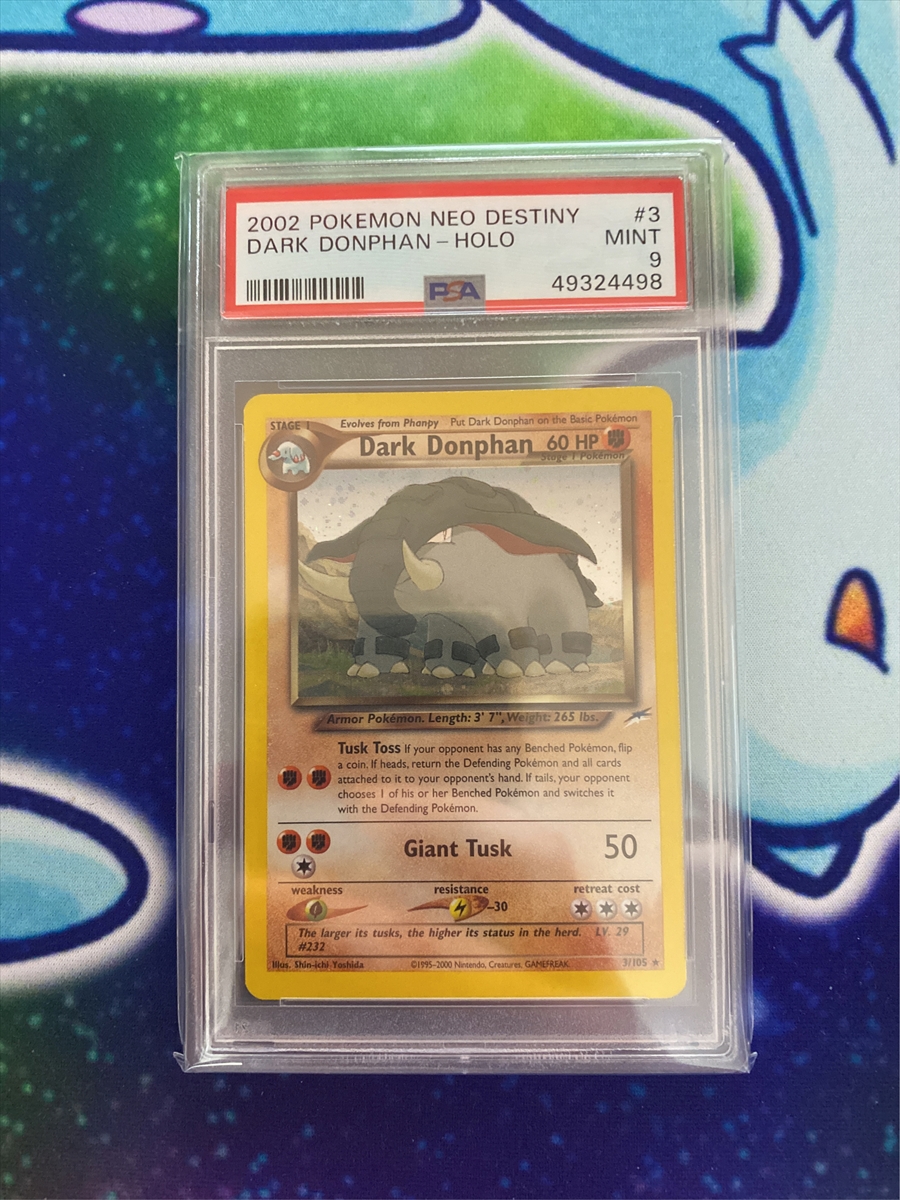 2002 POKEMON NEO DESTINY #3
DARK DONPHAN - HOLO MINT
9
PSA 49324498
STAGE 1 Evolves from Phanpy Put Dark Donphan on the Basic Pokémon
Dark Donphan 60 HP
Stage 1 Pokémon
Armor Pokémon. Length: 3' 7", Weight: 265 lbs.
Tusk Toss If your opponent has any Benched Pokémon, flip
a coin. If heads, return the Defending Pokémon and all cards
attached to it to your opponent's hand. If tails, your opponent
chooses 1 of his or her Benched Pokémon and switches it
with the Defending Pokémon.
Giant Tusk 50
weakness resistance retreat cost
-30
The larger its tusks, the higher its status in the herd. LV. 29
#232
Illus. Shin-ichi Yoshida ©1995-2000 Nintendo, Creatures, GAMEFREAK. 3/105 ★